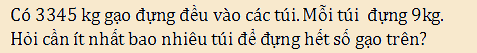 Có 3345 kg gạo đựng đều vào các túi. Mỗi túi đựng 9kg.
Hỏi cần ít nhất bao nhiêu túi để đựng hết số gạo trên?